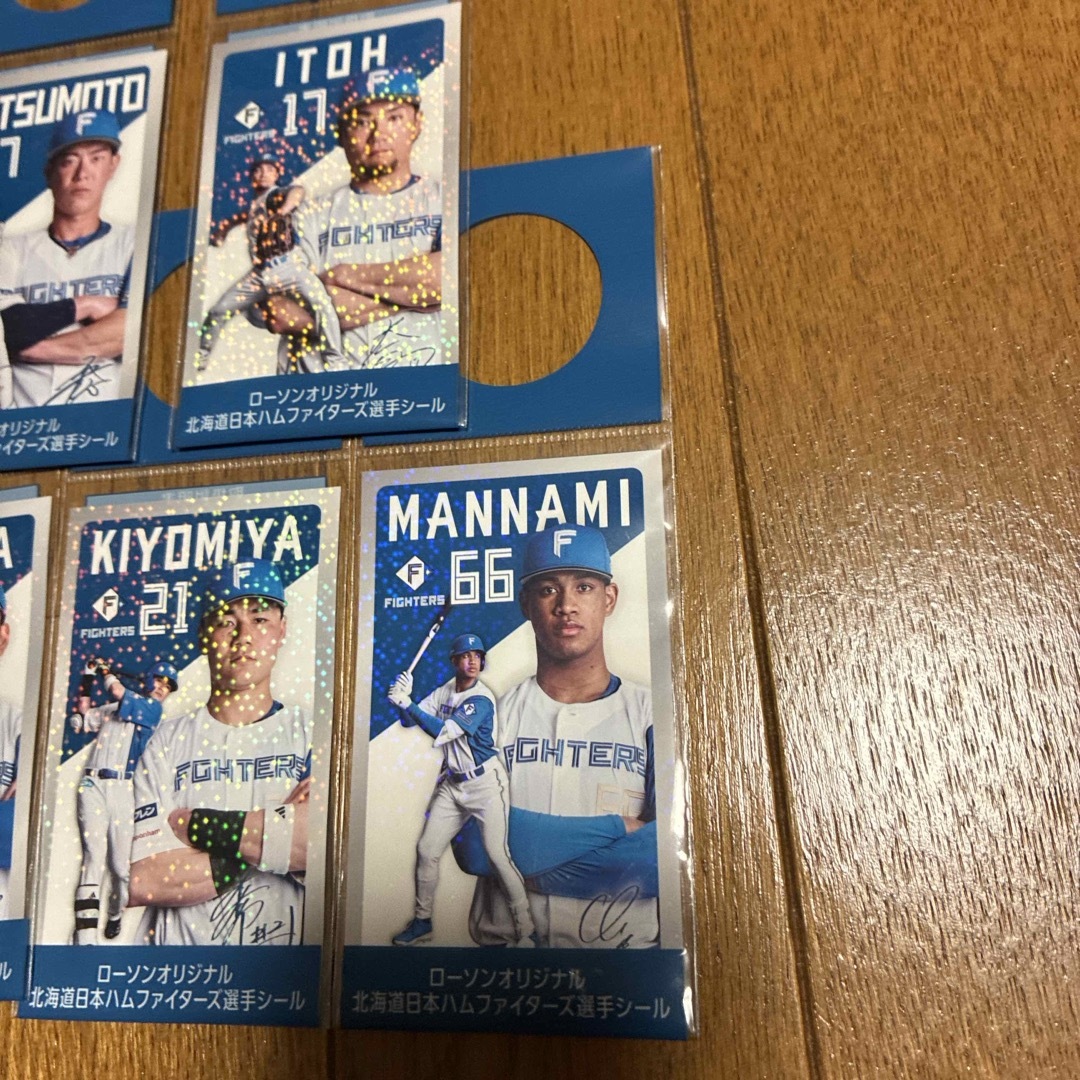 TSUMOTO
7
FIGHTERS
オリジナル
ァイターズ選手シール
ITOH
F
FIGHTERS
17
F
FIGHTERS
ローソンオリジナル
北海道日本ハムファイターズ選手シール
A
ル
KIYOMIYA
F
FIGHTERS
21
F
FIGHTERS
#21
ローソンオリジナル
北海道日本ハムファイターズ選手シール
MANNAMI
F
FIGHTERS
66
F
FIGHTERS
ローソンオリジナル
北海道日本ハムファイターズ選手シール